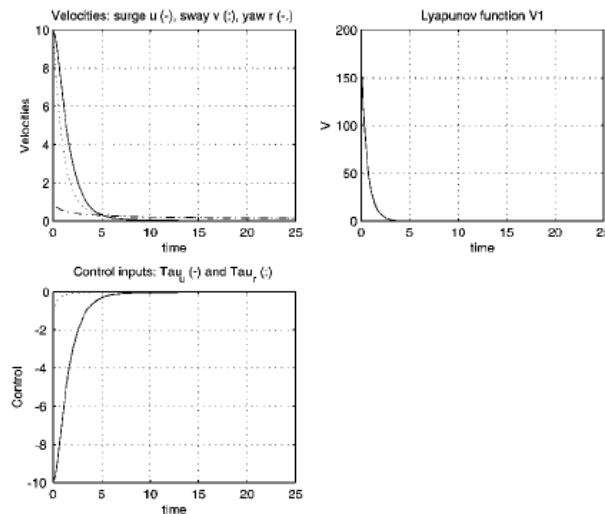 Velocities: surge u (-), sway v (:), yaw r (-.)
10
8
6
4
2
0
Velocities
0 5 10 15 20 25
time
Lyapunov function V1
200
150
100
50
0
V
0 5 10 15 20 25
time
Control inputs: Tau_u (-) and Tau_r (:)
0
-2
-4
-6
-8
-10
Control
0 5 10 15 20 25
time